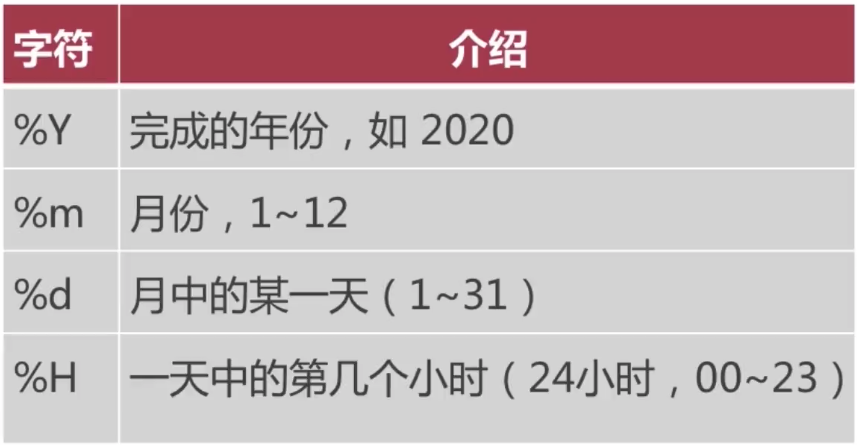 字符 介绍
%Y 完成的年份，如 2020
%m 月份，1~12
%d 月中的某一天（1~31）
%H 一天中的第几个小时（24小时，00~23）